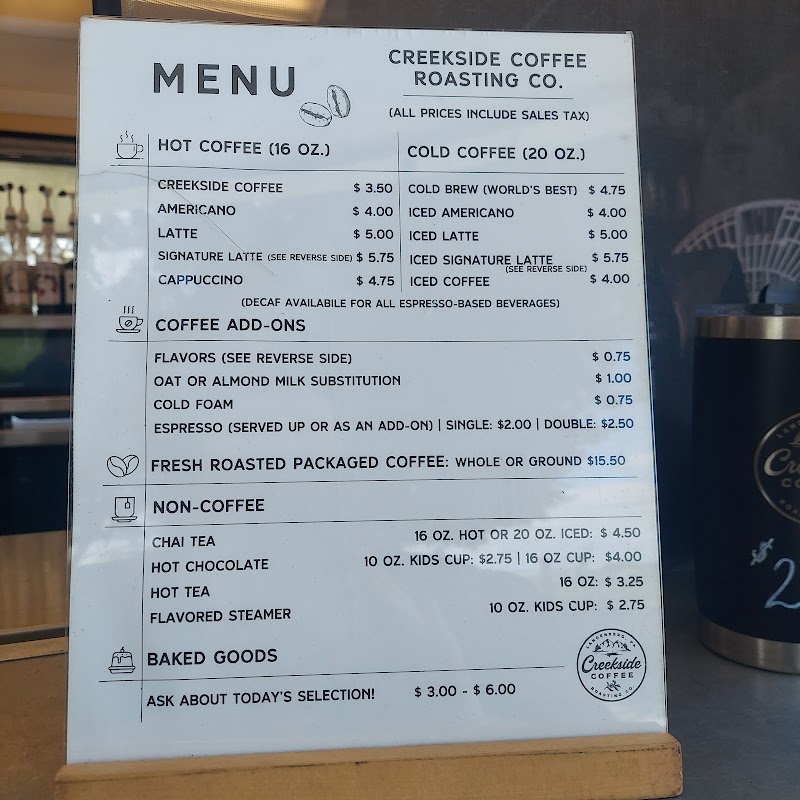 MENU
CREEKSIDE COFFEE
ROASTING CO.
(ALL PRICES INCLUDE SALES TAX)
HOT COFFEE (16 OZ.)
CREEKSIDE COFFEE $ 3.50
AMERICANO $ 4.00
LATTE $ 5.00
SIGNATURE LATTE (SEE REVERSE SIDE) $ 5.75
CAPPUCCINO $ 4.75
COLD COFFEE (20 OZ.)
COLD BREW (WORLD'S BEST) $ 4.75
ICED AMERICANO $ 4.00
ICED LATTE $ 5.00
ICED SIGNATURE LATTE $ 5.75
(SEE REVERSE SIDE)
ICED COFFEE $ 4.00
(DECAF AVAILABILE FOR ALL ESPRESSO-BASED BEVERAGES)
COFFEE ADD-ONS
FLAVORS (SEE REVERSE SIDE) $ 0.75
OAT OR ALMOND MILK SUBSTITUTION $ 1.00
COLD FOAM $ 0.75
ESPRESSO (SERVED UP OR AS AN ADD-ON) | SINGLE: $2.00 | DOUBLE: $2.50
FRESH ROASTED PACKAGED COFFEE: WHOLE OR GROUND $15.50
NON-COFFEE
CHAI TEA 16 OZ. HOT OR 20 OZ. ICED: $ 4.50
HOT CHOCOLATE 10 OZ. KIDS CUP: $2.75 | 16 OZ CUP: $4.00
HOT TEA 16 OZ: $ 3.25
FLAVORED STEAMER 10 OZ. KIDS CUP: $ 2.75
BAKED GOODS
ASK ABOUT TODAY'S SELECTION! $ 3.00 - $ 6.00
LANDENBERG, PA
Creekside
COFFEE
ROASTING CO.
$2